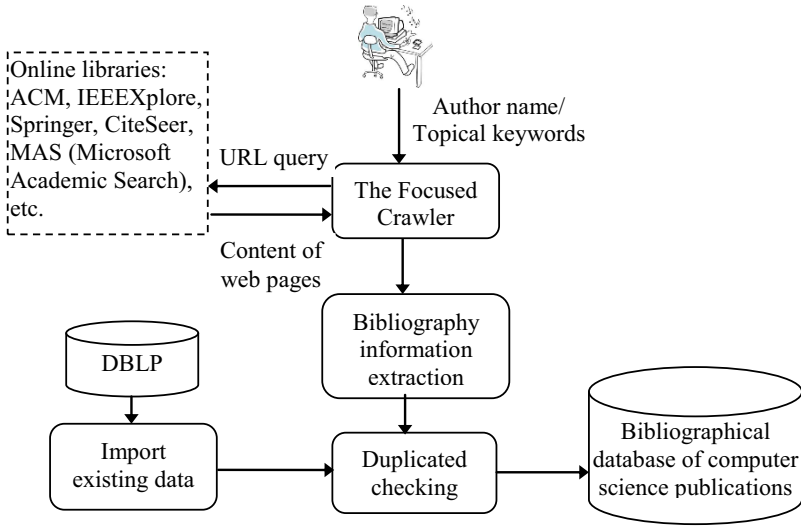 Online libraries:
ACM, IEEEXplore,
Springer, CiteSeer,
MAS (Microsoft
Academic Search),
etc.
Author name/
Topical keywords
URL query
The Focused
Crawler
Content of
web pages
Bibliography
information
extraction
DBLP
Import
existing data
Duplicated
checking
Bibliographical
database of computer
science publications